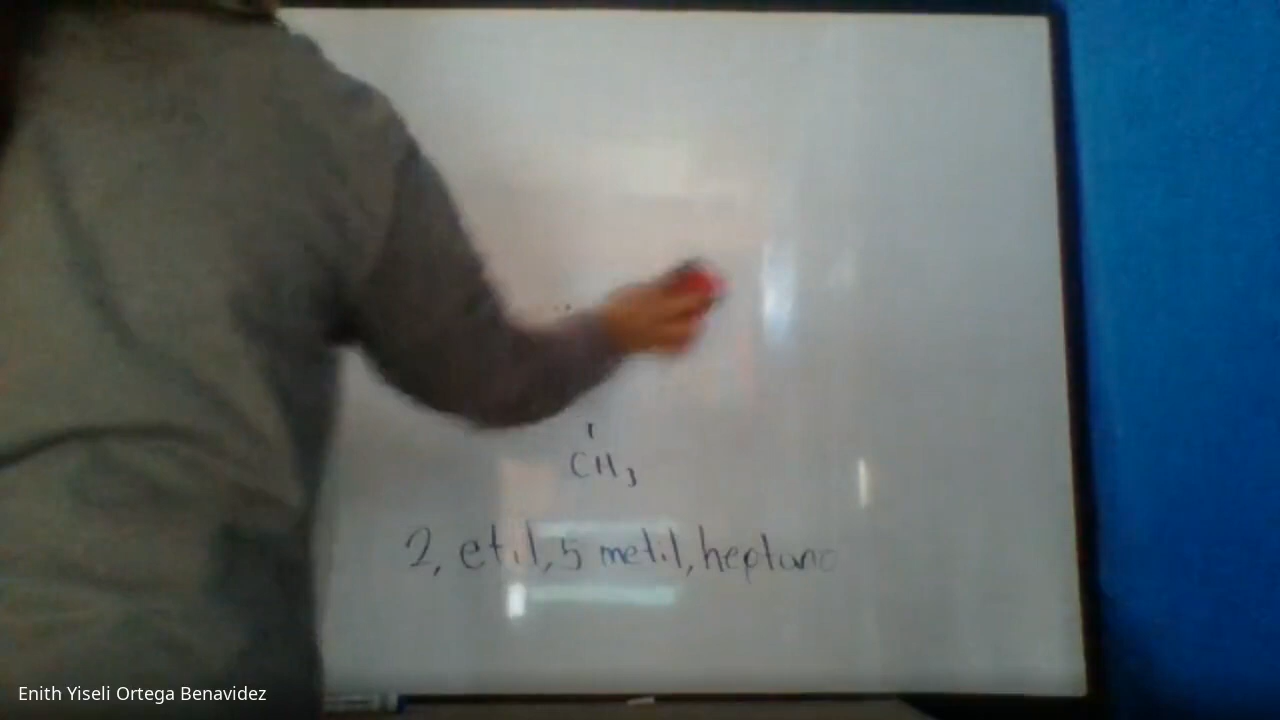 CH3
2, etil, 5 metil, heptano
Enith Yiseli Ortega Benavidez